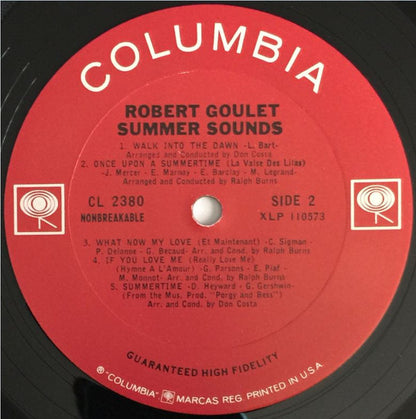 COLUMBIA
ROBERT GOULET
SUMMER SOUNDS
1. WALK INTO THE DAWN -L. Bart-
Arranged and Conducted by Don Costa
2. ONCE UPON A SUMMERTIME (La Valse Des Lilas)
-J. Mercer - E. Marnay - E. Barclay - M. Legrand-
Arranged and Conducted by Ralph Burns
CL 2380 SIDE 2
NONBREAKABLE XLP 110573
3. WHAT NOW MY LOVE (Et Maintenant) -C. Sigman -
P. Delanoe - G. Becaud- Arr. and Cond. by Ralph Burns
4. IF YOU LOVE ME (Really Love Me)
(Hymne A L'Amour) -G. Parsons - E. Piaf -
M. Monnot- Arr. and Cond. by Ralph Burns
5. SUMMERTIME -D. Heyward - G. Gershwin-
(From the Mus. Prod. "Porgy and Bess")
Arr. and Cond. by Don Costa
GUARANTEED HIGH FIDELITY
® "COLUMBIA" MARCAS REG. PRINTED IN U.S.A.